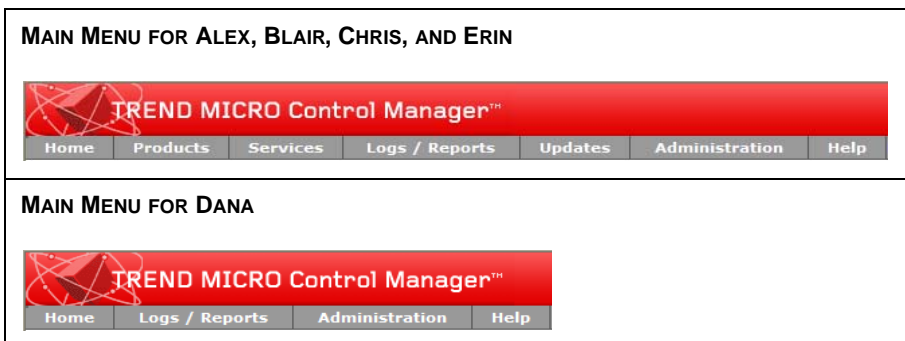 MAIN MENU FOR ALEX, BLAIR, CHRIS, AND ERIN
TREND MICRO Control Manager™
Home Products Services Logs / Reports Updates Administration Help
MAIN MENU FOR DANA
TREND MICRO Control Manager™
Home Logs / Reports Administration Help